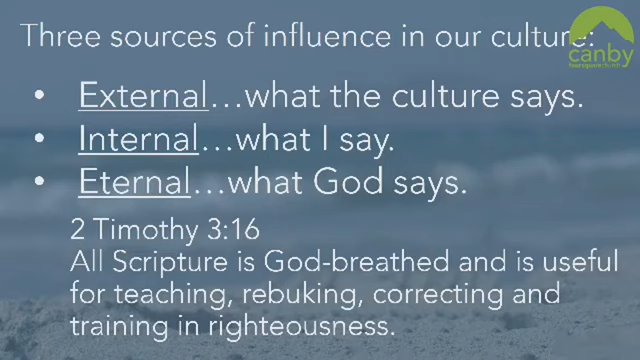 Three sources of influence in our culture:
canby
foursquare church
• External...what the culture says.
• Internal...what I say.
• Eternal...what God says.
2 Timothy 3:16
All Scripture is God-breathed and is useful
for teaching, rebuking, correcting and
training in righteousness.